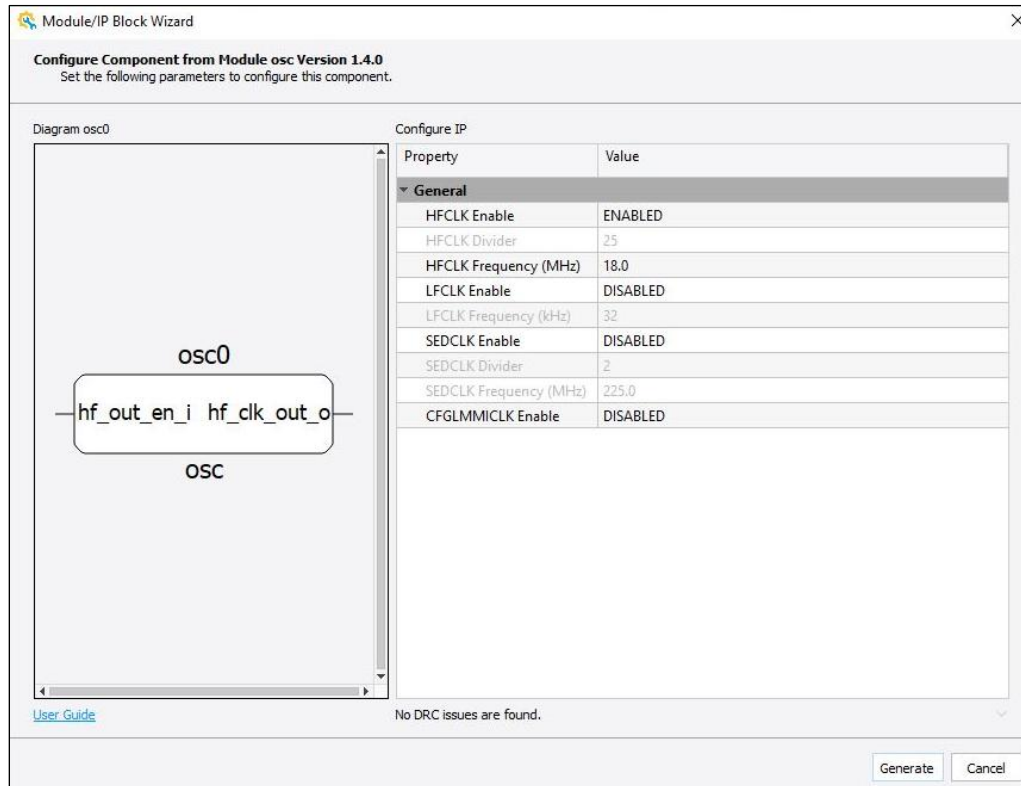 Module/IP Block Wizard
Configure Component from Module osc Version 1.4.0
Set the following parameters to configure this component.
Diagram osc0
osc0
hf_out_en_i hf_clk_out_o
osc
User Guide
Configure IP
Property Value
General
HFCLK Enable ENABLED
HFCLK Divider 25
HFCLK Frequency (MHz) 18.0
LFCLK Enable DISABLED
LFCLK Frequency (kHz) 32
SEDCLK Enable DISABLED
SEDCLK Divider 2
SEDCLK Frequency (MHz) 225.0
CFGLMMICLK Enable DISABLED
No DRC issues are found.
Generate Cancel